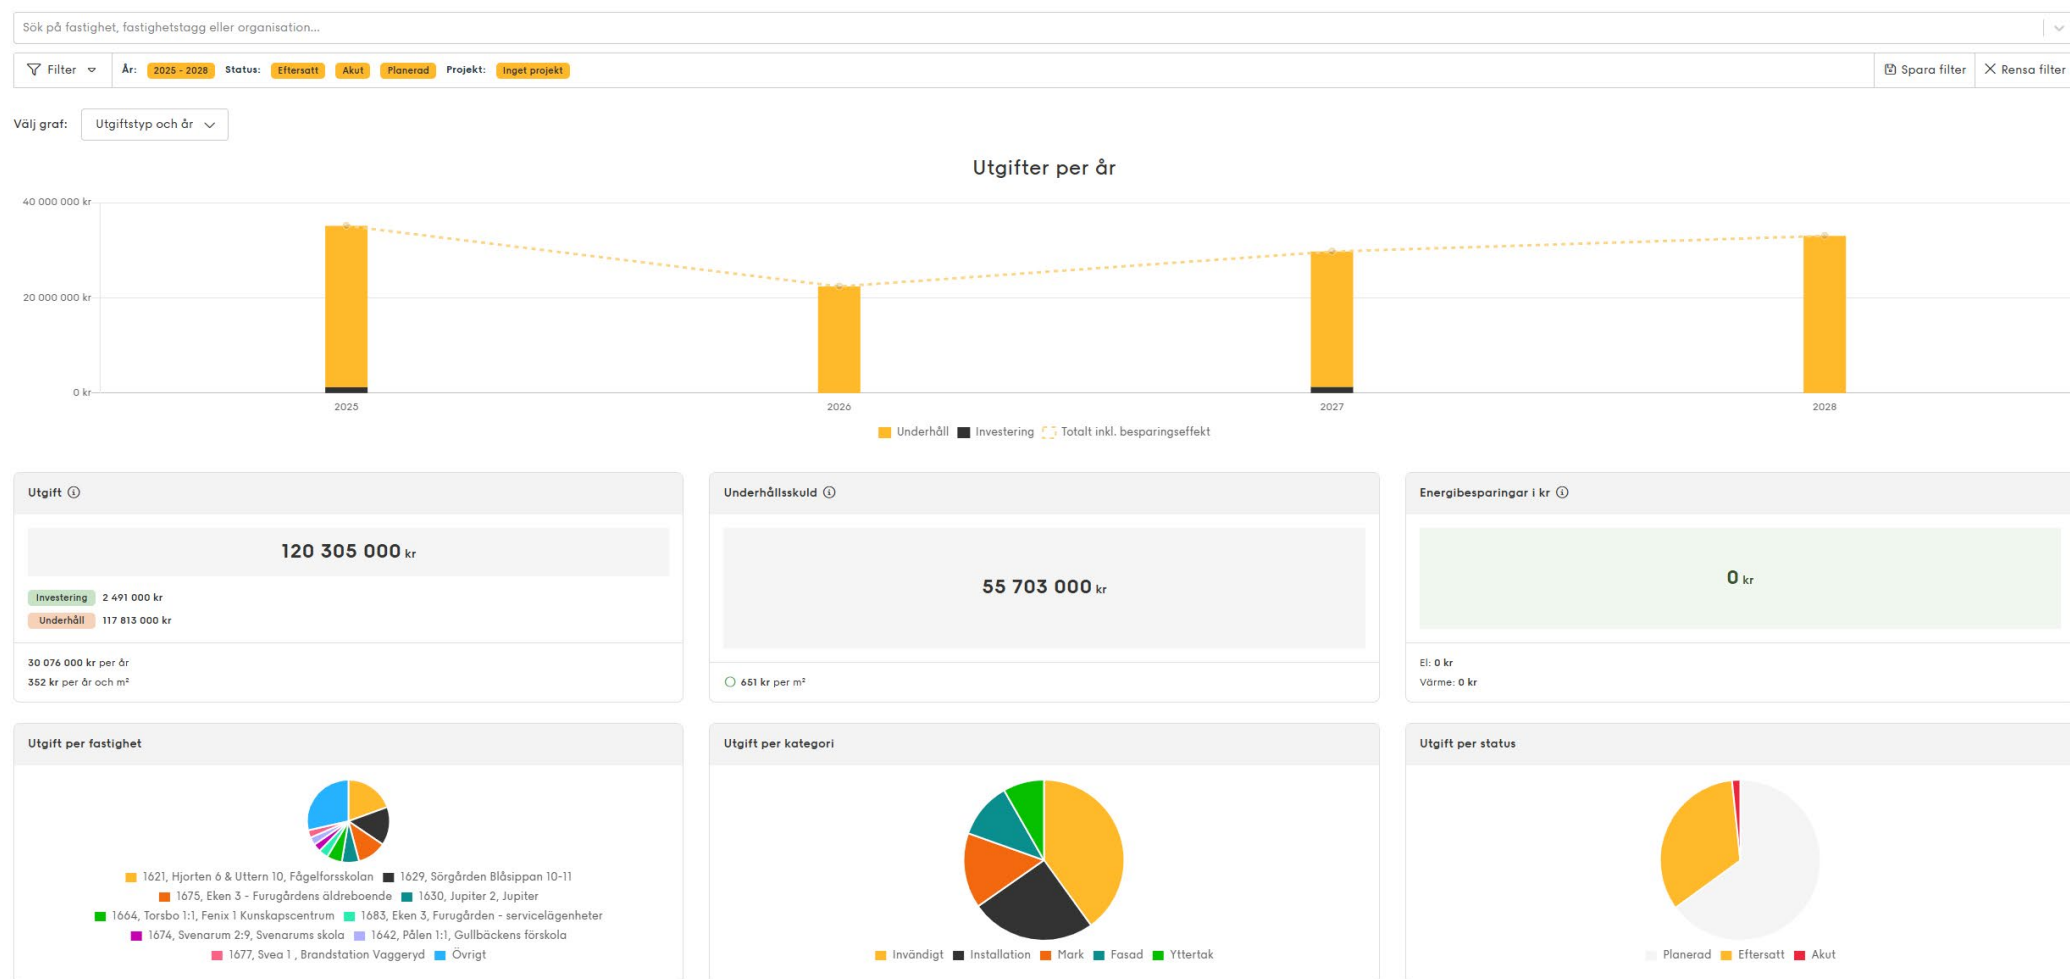 Sök på fastighet, fastighetstagg eller organisation...
Filter År: 2025 - 2028 Status: Eftersatt Akut Planerad Projekt: Inget projekt Spara filter Rensa filter
Välj graf: Utgiftstyp och år
Utgifter per år
40 000 000 kr
20 000 000 kr
0 kr
2025 2026 2027 2028
Underhåll Investering Totalt inkl. besparingseffekt
Utgift
120 305 000 kr
Investering 2 491 000 kr
Underhåll 117 813 000 kr
30 076 000 kr per år
352 kr per år och m²
Underhållsskuld
55 703 000 kr
651 kr per m²
Energibesparingar i kr
0 kr
El: 0 kr
Värme: 0 kr
Utgift per fastighet
1621, Hjorten 6 & Uttern 10, Fågelforsskolan 1629, Sörgården Blåsippan 10-11
1675, Eken 3 - Furugårdens äldreboende 1630, Jupiter 2, Jupiter
1664, Torsbo 1:1, Fenix 1 Kunskapscentrum 1683, Eken 3, Furugården - servicelägenheter
1674, Svenarum 2:9, Svenarums skola 1642, Pålen 1:1, Gullbäckens förskola
1677, Svea 1 , Brandstation Vaggeryd Övrigt
Utgift per kategori
Invändigt Installation Mark Fasad Yttertak
Utgift per status
Planerad Eftersatt Akut